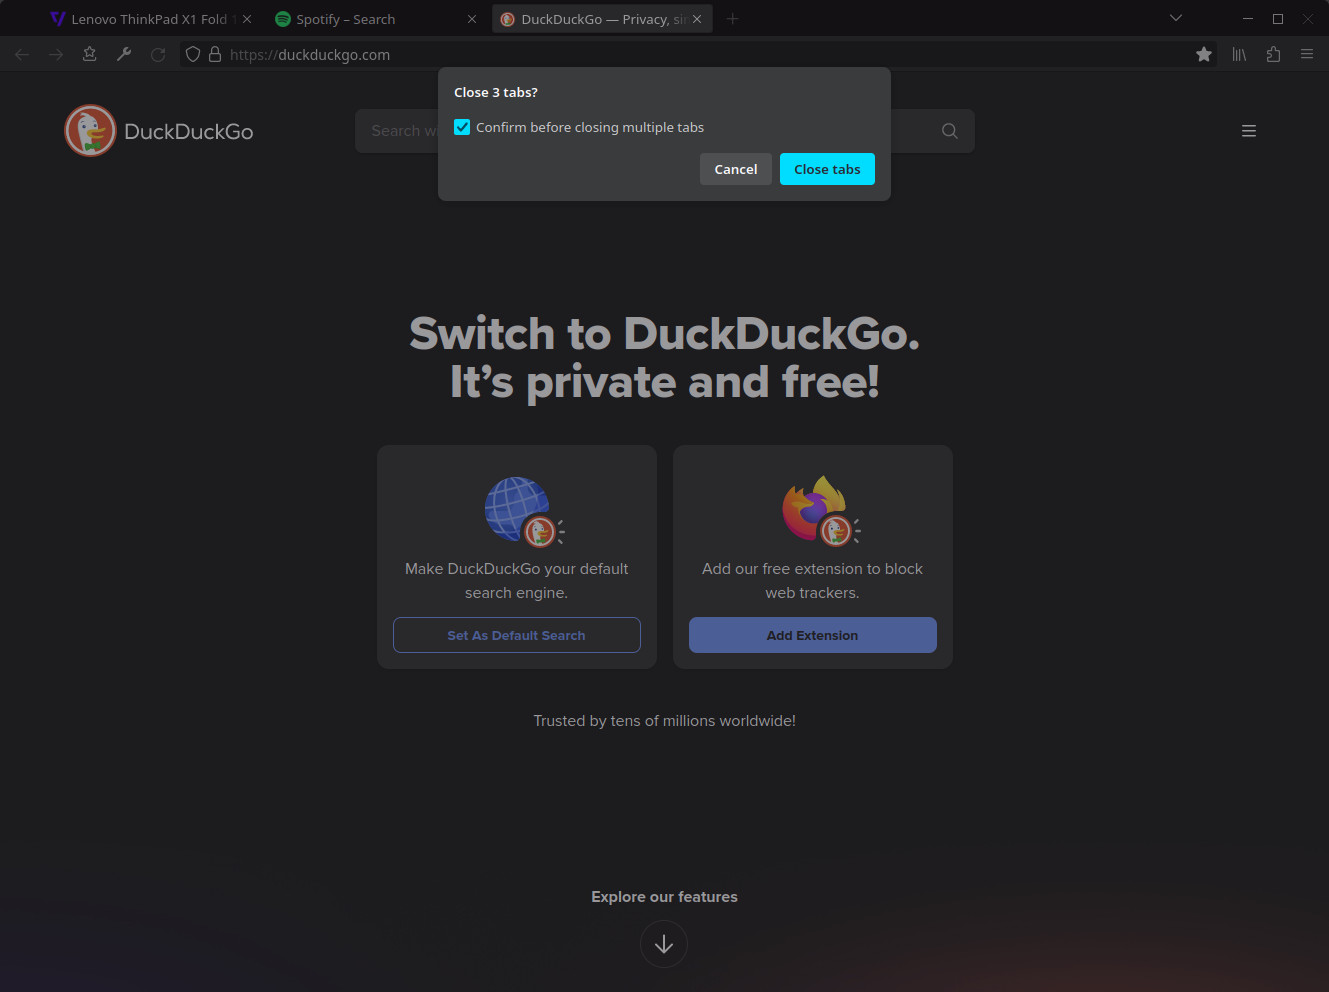 Lenovo ThinkPad X1 Fold
Spotify – Search
DuckDuckGo — Privacy, si
https://duckduckgo.com
Close 3 tabs?
Confirm before closing multiple tabs
Cancel
Close tabs
DuckDuckGo
Search w
Switch to DuckDuckGo.
It’s private and free!
Make DuckDuckGo your default
search engine.
Set As Default Search
Add our free extension to block
web trackers.
Add Extension
Trusted by tens of millions worldwide!
Explore our features